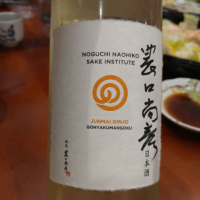 NOGUCHI NAOHIKO
SAKE INSTITUTE
JUNMAI GINJO
GOHYAKUMANGOKU
農口尚彦
日本酒